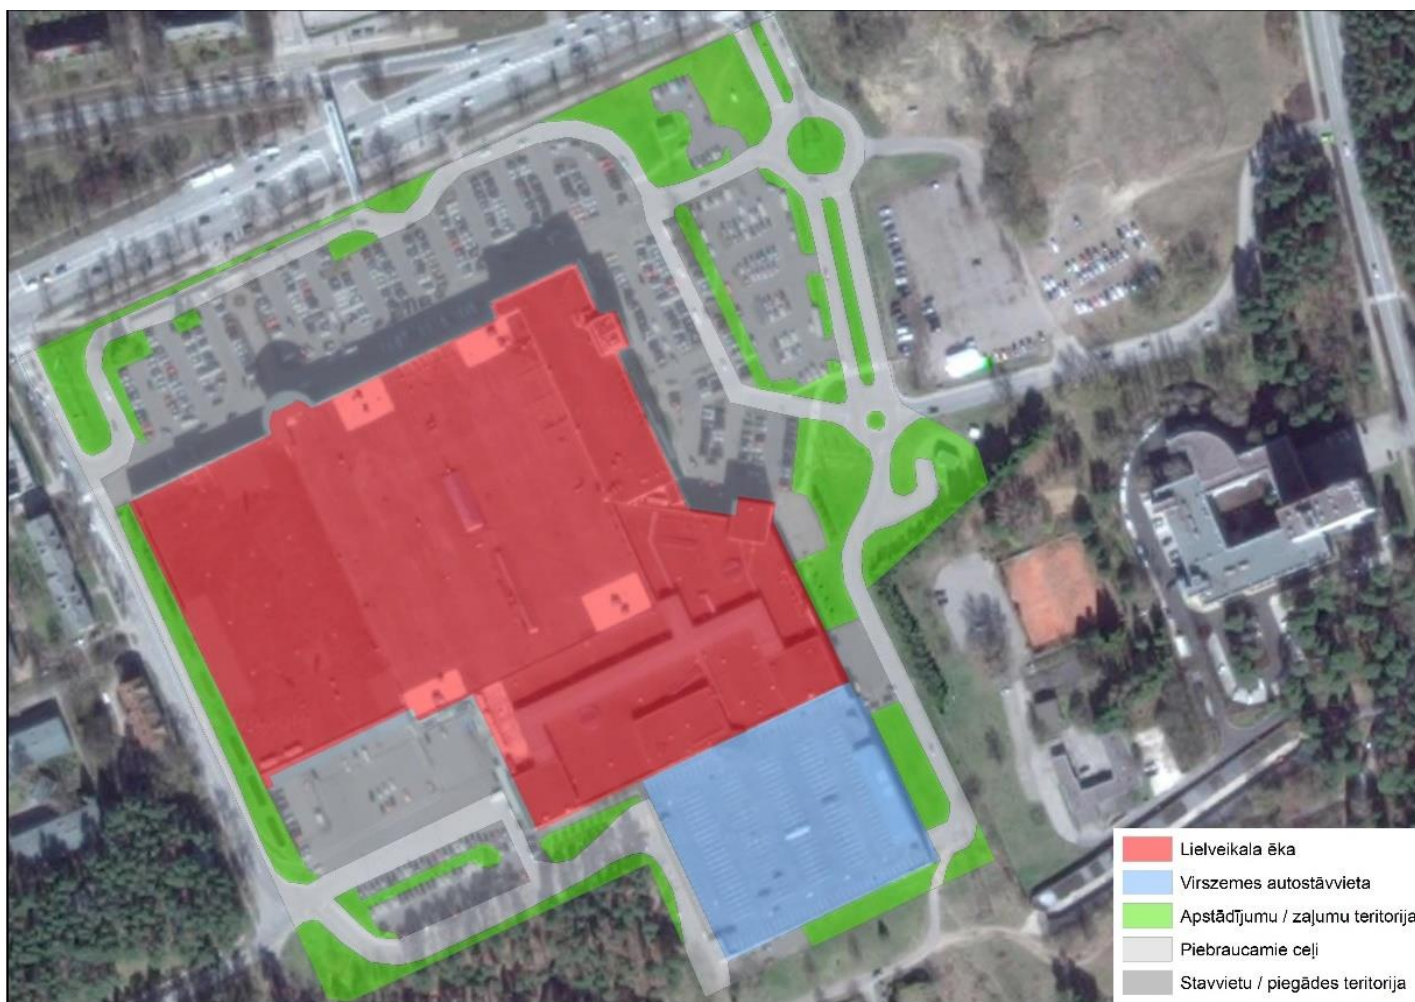 Lielveikala ēka
Virszemes autostāvvieta
Apstādījumu / zaļumu teritorija
Piebraucamie ceļi
Stavvietu / piegādes teritorija